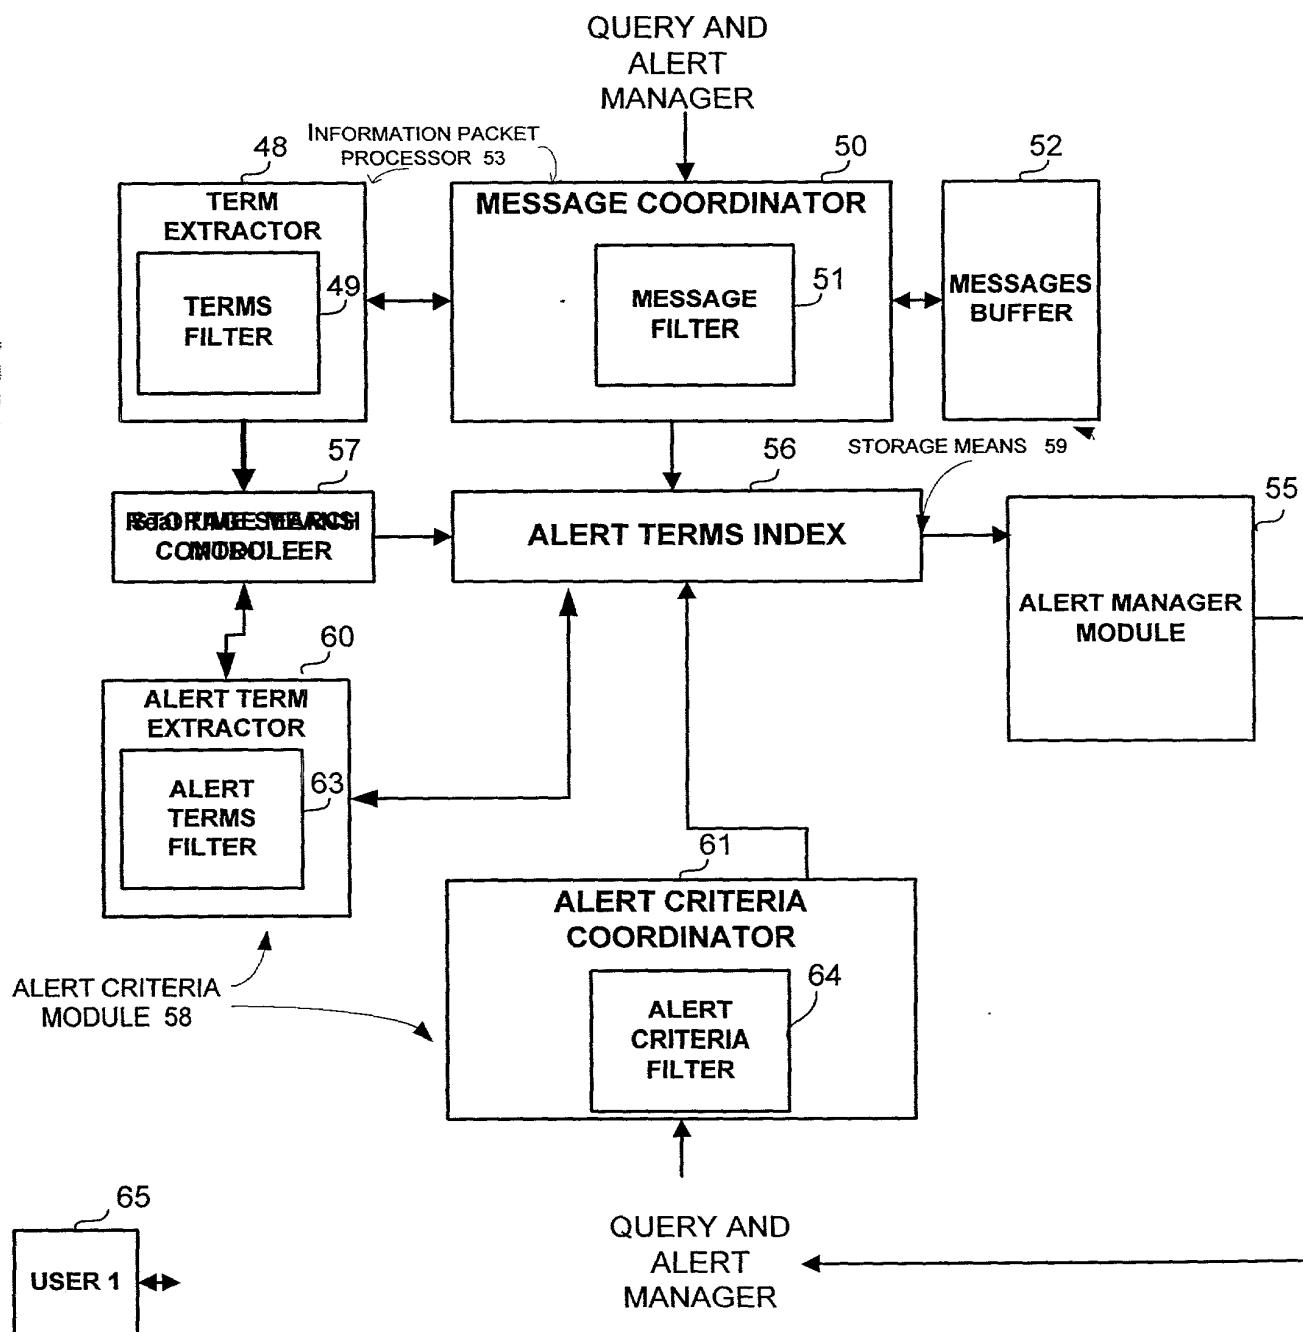 QUERY AND
ALERT
MANAGER
INFORMATION PACKET
PROCESSOR 53
48
50
52
TERM
EXTRACTOR
MESSAGE COORDINATOR
49
TERMS
FILTER
51
MESSAGE
FILTER
MESSAGES
BUFFER
57
56
STORAGE MEANS 59
55
ALERT TERMS INDEX
ALERT MANAGER
MODULE
60
ALERT TERM
EXTRACTOR
63
ALERT
TERMS
FILTER
61
ALERT CRITERIA
COORDINATOR
64
ALERT
CRITERIA
FILTER
ALERT CRITERIA
MODULE 58
65
USER 1
QUERY AND
ALERT
MANAGER